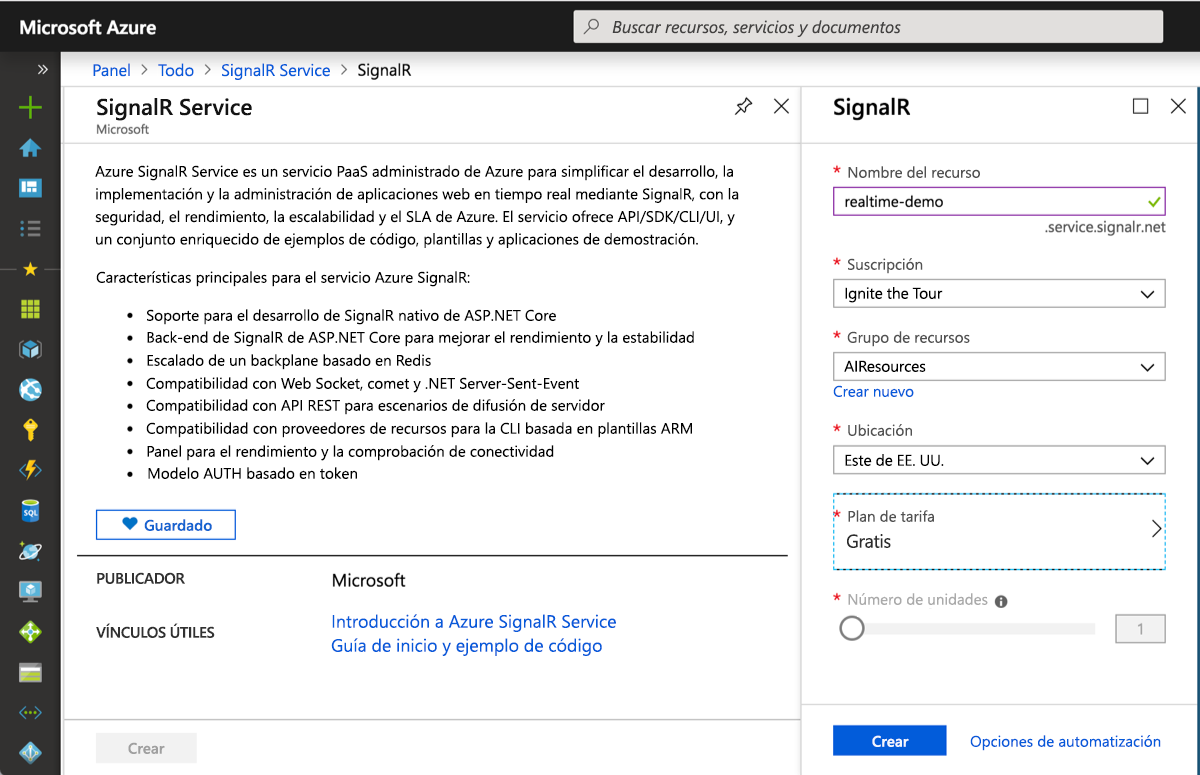 Microsoft Azure
Buscar recursos, servicios y documentos
Panel > Todo > SignalR Service > SignalR
SignalR Service
Microsoft
Azure SignalR Service es un servicio PaaS administrado de Azure para simplificar el desarrollo, la
implementación y la administración de aplicaciones web en tiempo real mediante SignalR, con la
seguridad, el rendimiento, la escalabilidad y el SLA de Azure. El servicio ofrece API/SDK/CLI/UI, y
un conjunto enriquecido de ejemplos de código, plantillas y aplicaciones de demostración.
Características principales para el servicio Azure SignalR:
• Soporte para el desarrollo de SignalR nativo de ASP.NET Core
• Back-end de SignalR de ASP.NET Core para mejorar el rendimiento y la estabilidad
• Escalado de un backplane basado en Redis
• Compatibilidad con Web Socket, comet y .NET Server-Sent-Event
• Compatibilidad con API REST para escenarios de difusión de servidor
• Compatibilidad con proveedores de recursos para la CLI basada en plantillas ARM
• Panel para el rendimiento y la comprobación de conectividad
• Modelo AUTH basado en token
Guardado
PUBLICADOR
Microsoft
VÍNCULOS ÚTILES
Introducción a Azure SignalR Service
Guía de inicio y ejemplo de código
Crear
SignalR
* Nombre del recurso
realtime-demo
.service.signalr.net
* Suscripción
Ignite the Tour
* Grupo de recursos
AIResources
Crear nuevo
* Ubicación
Este de EE. UU.
* Plan de tarifa
Gratis
* Número de unidades
1
Crear
Opciones de automatización
SQL